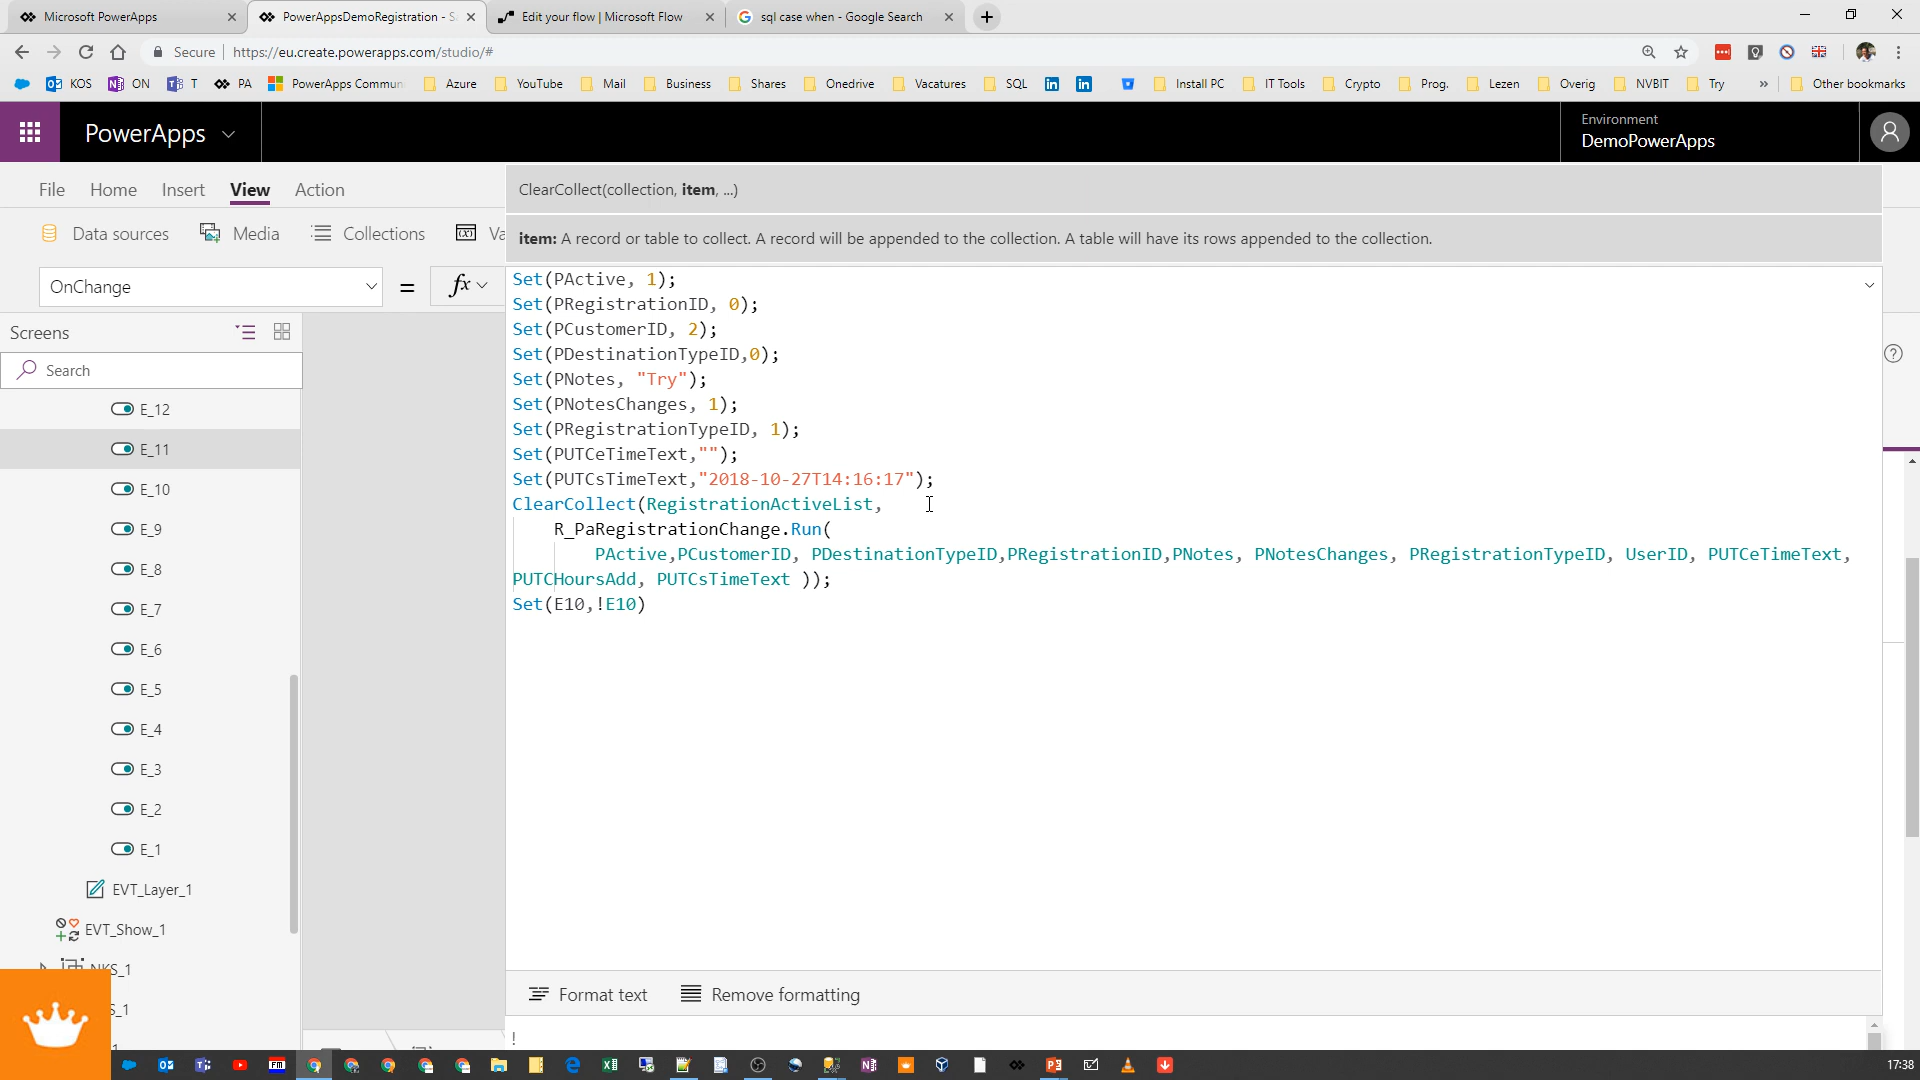 Microsoft PowerApps
PowerAppsDemoRegistration - S
Edit your flow | Microsoft Flow
sql case when - Google Search
Secure
https://eu.create.powerapps.com/studio/#
KOS
ON
T
PA
PowerApps Commun
Azure
YouTube
Mail
Business
Shares
Onedrive
Vacatures
SQL
Install PC
IT Tools
Crypto
Prog.
Lezen
Overig
NVBIT
Try
»
Other bookmarks
PowerApps
Environment
DemoPowerApps
File
Home
Insert
View
Action
Data sources
Media
Collections
Va
ClearCollect(collection, item, ...)
item: A record or table to collect. A record will be appended to the collection. A table will have its rows appended to the collection.
OnChange
=
fx
Set(PActive, 1);
Set(PRegistrationID, 0);
Set(PCustomerID, 2);
Set(PDestinationTypeID,0);
Set(PNotes, "Try");
Set(PNotesChanges, 1);
Set(PRegistrationTypeID, 1);
Set(PUTCeTimeText,"");
Set(PUTCsTimeText,"2018-10-27T14:16:17");
ClearCollect(RegistrationActiveList,
R_PaRegistrationChange.Run(
PActive,PCustomerID, PDestinationTypeID,PRegistrationID,PNotes, PNotesChanges, PRegistrationTypeID, UserID, PUTCeTimeText,
PUTCHoursAdd, PUTCsTimeText ));
Set(E10,!E10)
Screens
Search
E_12
E_11
E_10
E_9
E_8
E_7
E_6
E_5
E_4
E_3
E_2
E_1
EVT_Layer_1
EVT_Show_1
NKS_1
S_1
Format text
Remove formatting
17:38